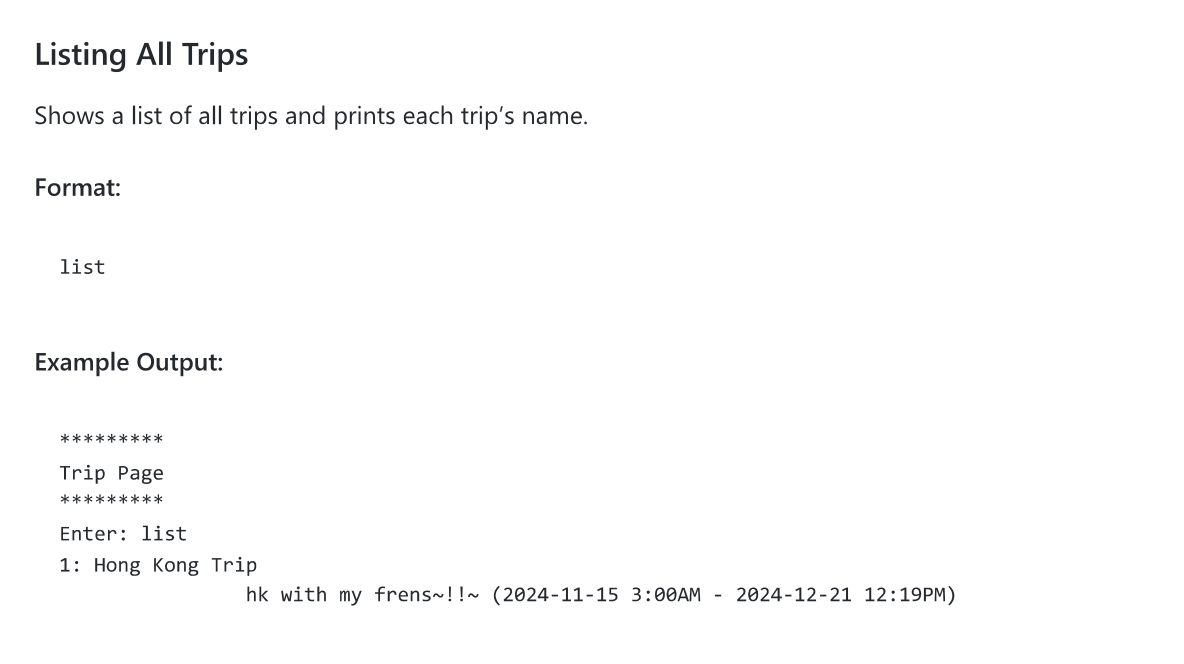 Listing All Trips
Shows a list of all trips and prints each trip’s name.
Format:
list
Example Output:
*********
Trip Page
*********
Enter: list
1: Hong Kong Trip
hk with my frens~!!~ (2024-11-15 3:00AM - 2024-12-21 12:19PM)